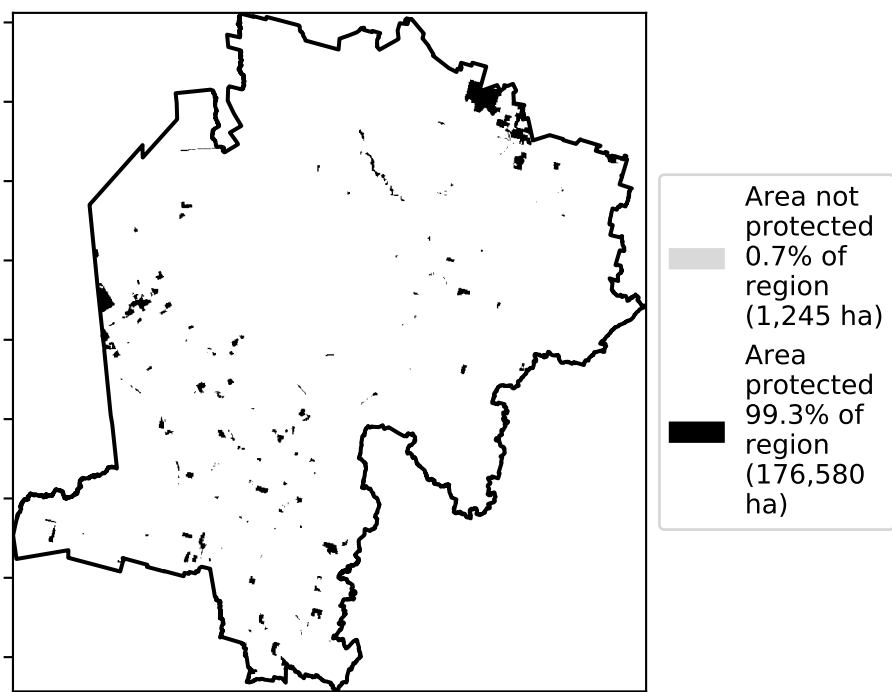 Area not
protected
0.7% of
region
(1,245 ha)
Area
protected
99.3% of
region
(176,580
ha)